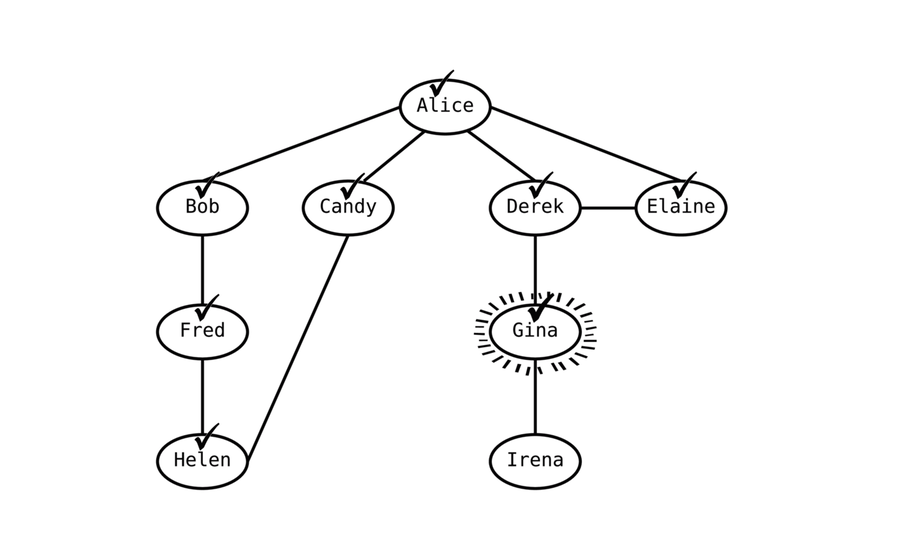 Alice
Bob
Candy
Derek
Elaine
Fred
Gina
Helen
Irena